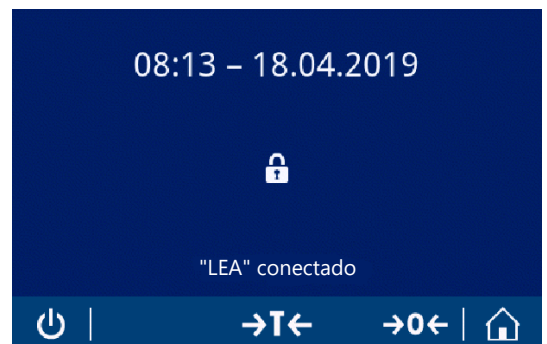 08:13 – 18.04.2019
"LEA" conectado
→T← →0←